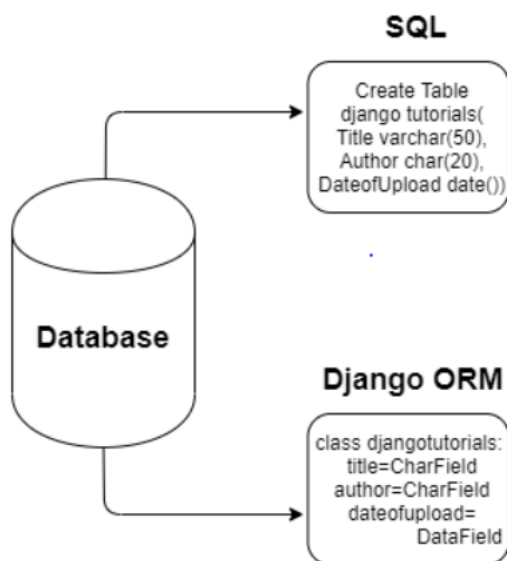 SQL
Create Table
django tutorials(
Title varchar(50),
Author char(20),
DateofUpload date())
Database
Django ORM
class djangotutorials:
title=CharField
author=CharField
dateofupload=
DataField